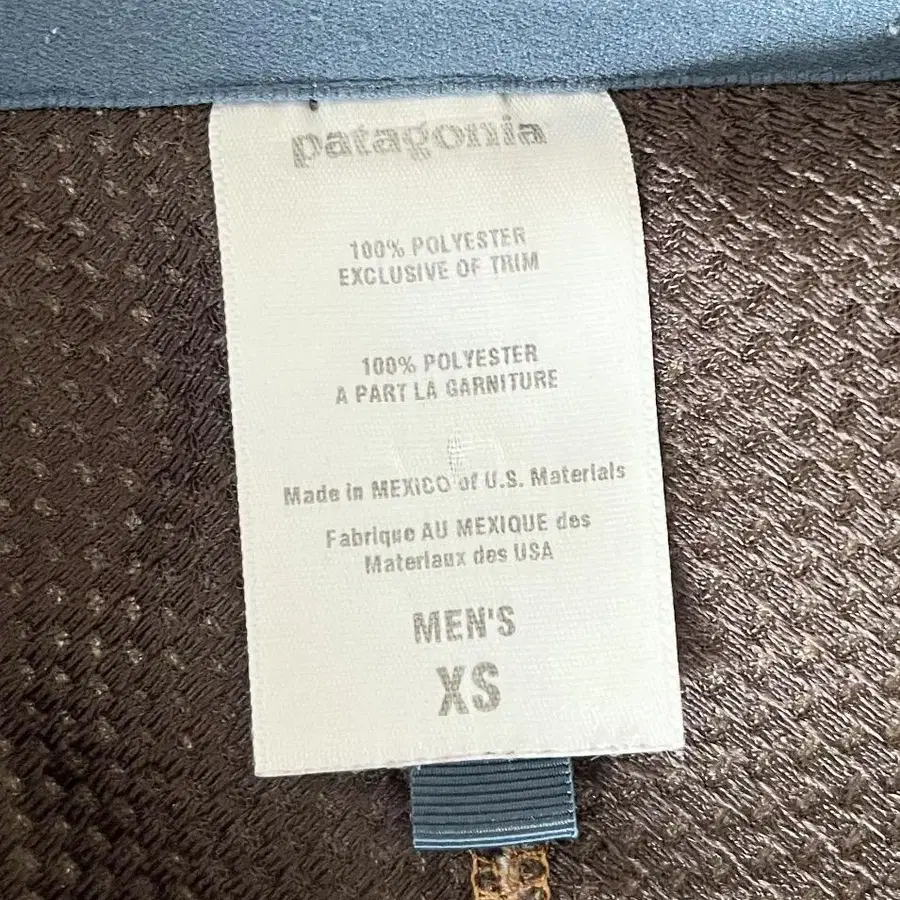 patagonia
100% POLYESTER
EXCLUSIVE OF TRIM
100% POLYESTER
A PART LA GARNITURE
Made in MEXICO of U.S. Materials
Fabrique AU MEXIQUE des
Materiaux des USA
MEN'S
XS